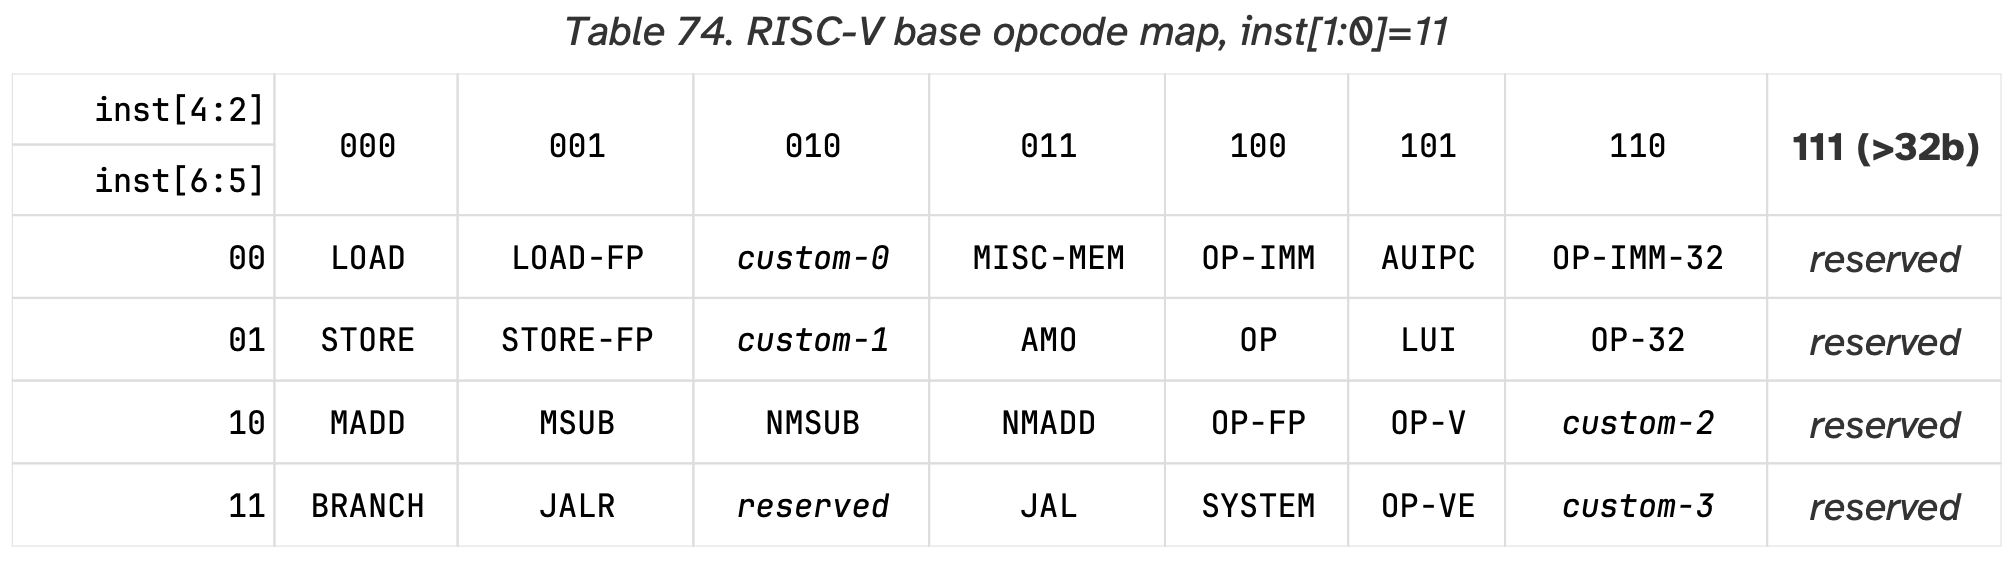 Table 74. RISC-V base opcode map, inst[1:0]=11
inst[4:2]
inst[6:5]
000 001 010 011 100 101 110 111 (>32b)
00 LOAD LOAD-FP custom-0 MISC-MEM OP-IMM AUIPC OP-IMM-32 reserved
01 STORE STORE-FP custom-1 AMO OP LUI OP-32 reserved
10 MADD MSUB NMSUB NMADD OP-FP OP-V custom-2 reserved
11 BRANCH JALR reserved JAL SYSTEM OP-VE custom-3 reserved